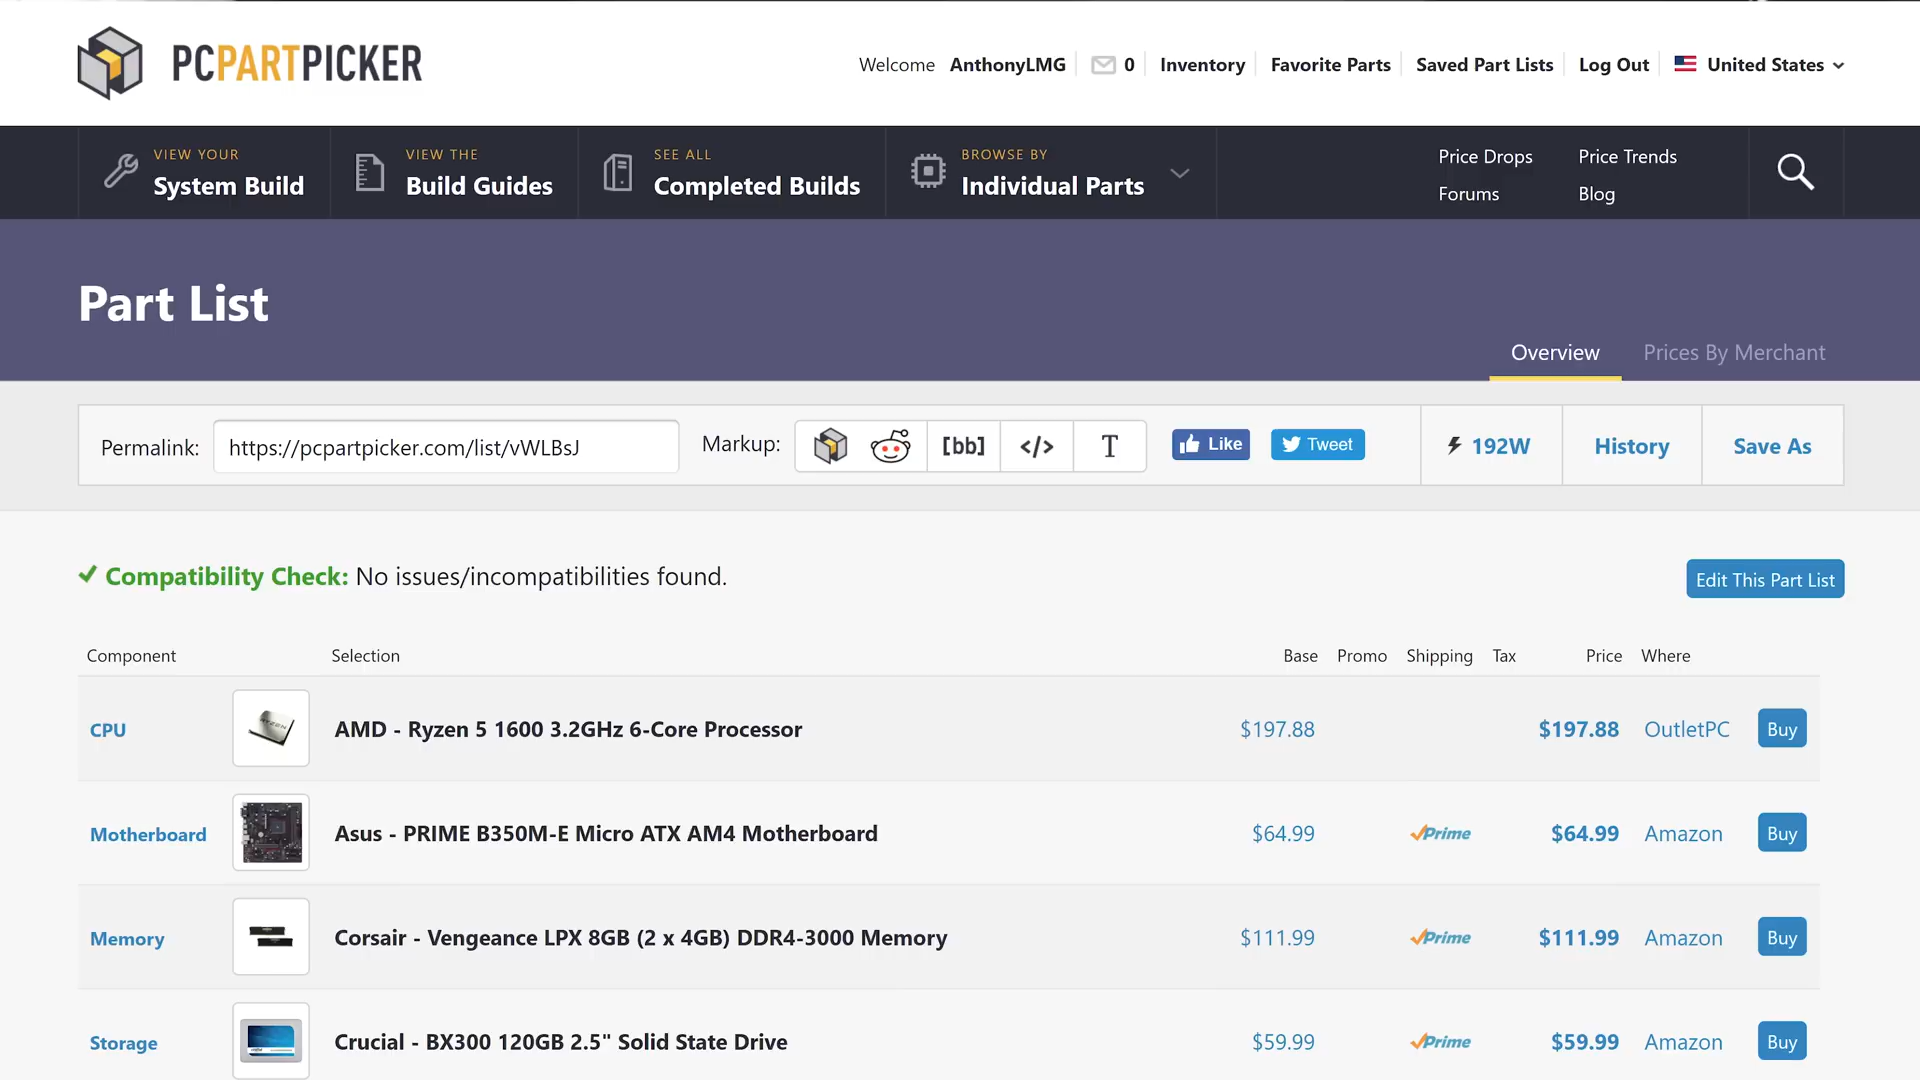 PCPARTPICKER
Welcome AnthonyLMG 0 Inventory Favorite Parts Saved Part Lists Log Out United States
VIEW YOUR
System Build
VIEW THE
Build Guides
SEE ALL
Completed Builds
BROWSE BY
Individual Parts
Price Drops
Price Trends
Forums
Blog
Part List
Overview
Prices By Merchant
Permalink: https://pcpartpicker.com/list/vWLBsJ Markup: [bb] </> T Like Tweet 192W History Save As
Compatibility Check: No issues/incompatibilities found.
Edit This Part List
Component Selection Base Promo Shipping Tax Price Where
CPU RYZEN AMD - Ryzen 5 1600 3.2GHz 6-Core Processor $197.88 $197.88 OutletPC Buy
Motherboard Asus - PRIME B350M-E Micro ATX AM4 Motherboard $64.99 Prime $64.99 Amazon Buy
Memory Corsair - Vengeance LPX 8GB (2 x 4GB) DDR4-3000 Memory $111.99 Prime $111.99 Amazon Buy
Storage Crucial - BX300 120GB 2.5" Solid State Drive $59.99 Prime $59.99 Amazon Buy